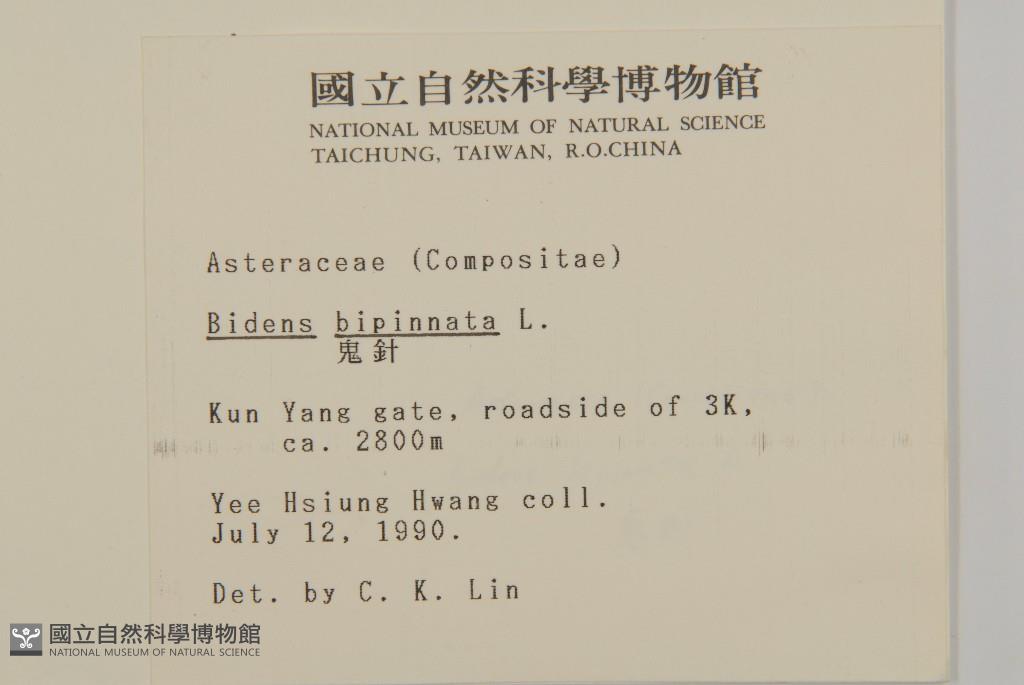 國立自然科學博物館
NATIONAL MUSEUM OF NATURAL SCIENCE
TAICHUNG, TAIWAN, R.O.CHINA
Asteraceae (Compositae)
Bidens bipinnata L.
鬼針
Kun Yang gate, roadside of 3K,
ca. 2800m
Yee Hsiung Hwang coll.
July 12, 1990.
Det. by C. K. Lin
國立自然科學博物館
NATIONAL MUSEUM OF NATURAL SCIENCE